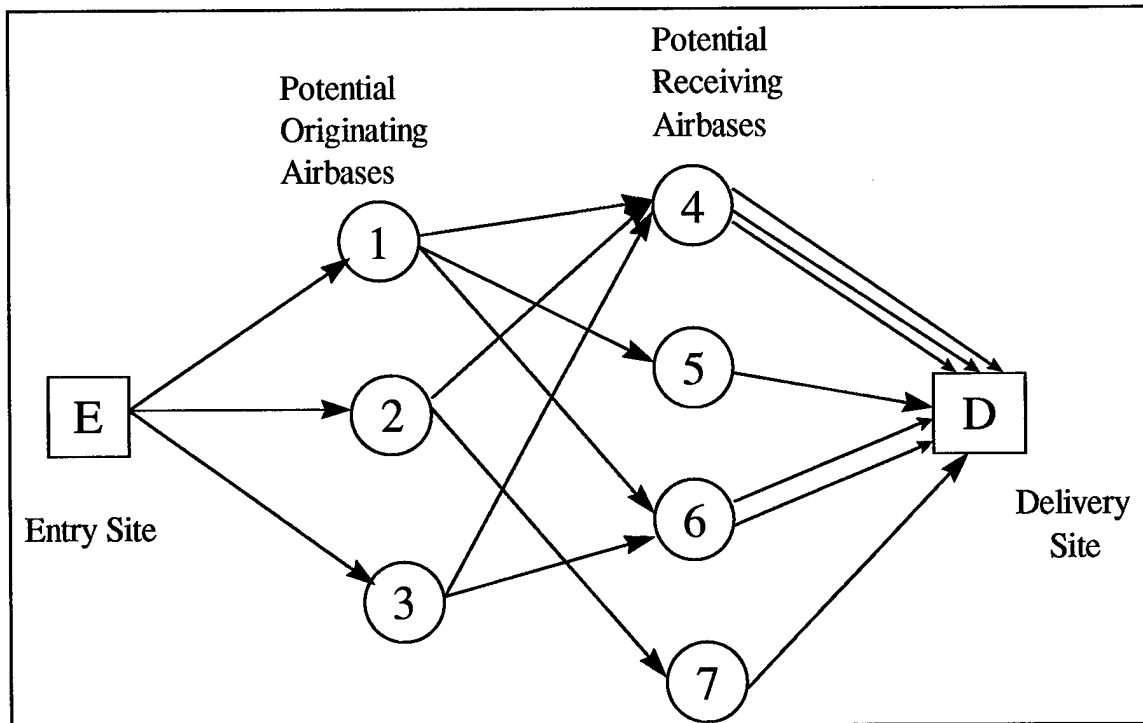 Potential
Originating
Airbases
Potential
Receiving
Airbases
1
4
2
5
E
D
Entry Site
3
6
Delivery
Site
7